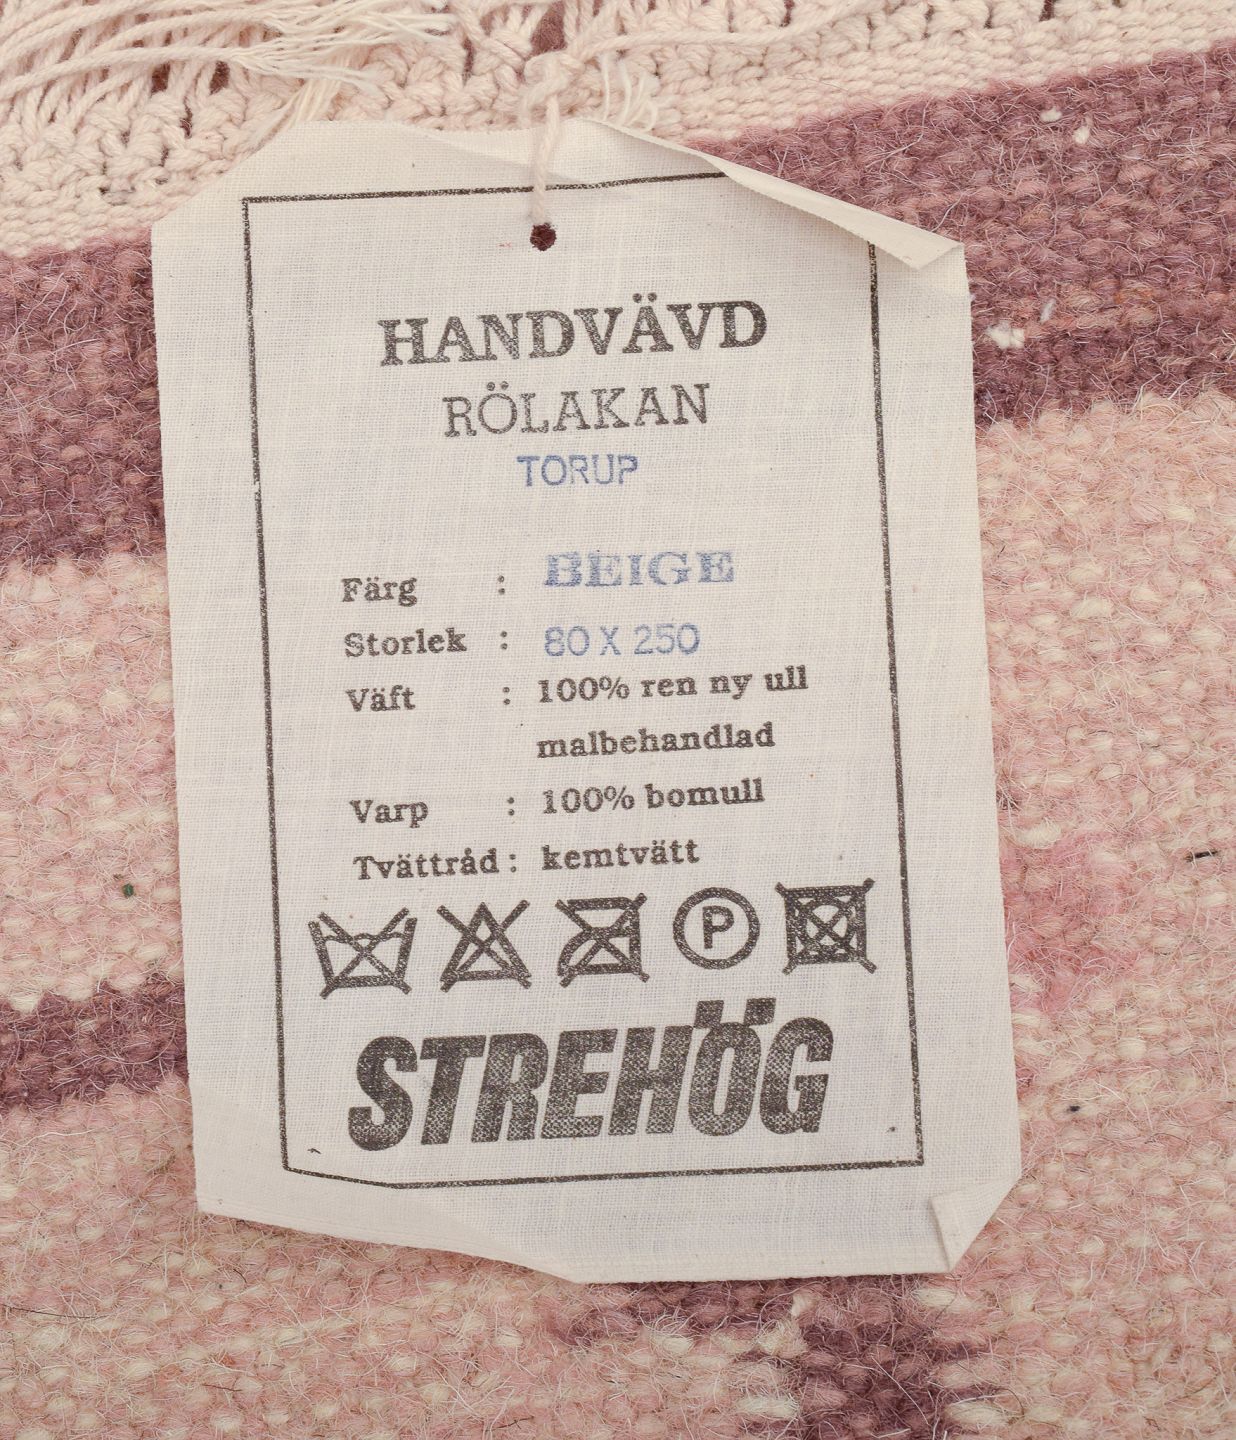 HANDVÄVD
RÖLAKAN
TORUP
Färg : BEIGE
Storlek : 80 X 250
Väft : 100% ren ny ull
malbehandlad
Varp : 100% bomull
Tvättråd : kemtvätt
P
STREHÖG